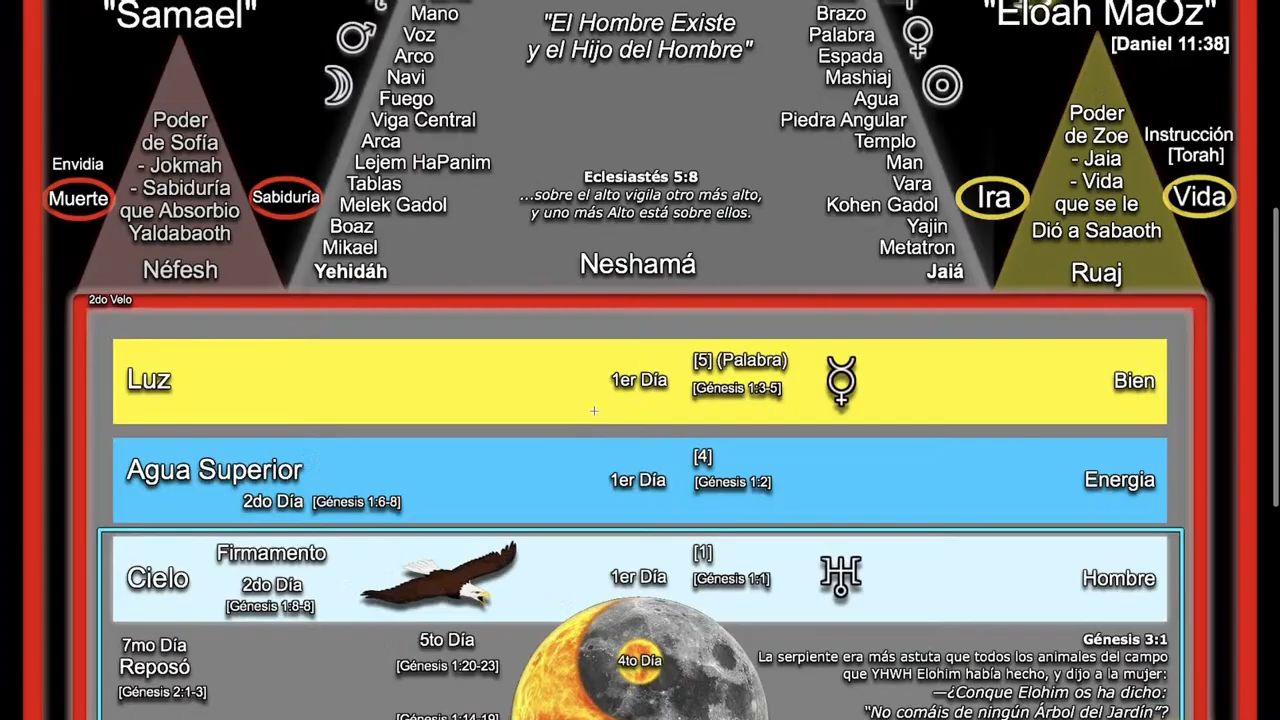 "Samael"
Envidia
Muerte
Poder
de Sofía
- Jokmah
- Sabiduría
que Absorbio
Yaldabaoth
Néfesh
Sabiduría
Mano
Voz
Arco
Navi
Fuego
Viga Central
Arca
Lejem HaPanim
Tablas
Melek Gadol
Boaz
Mikael
Yehidáh
"El Hombre Existe
y el Hijo del Hombre"
Eclesiastés 5:8
...sobre el alto vigila otro más alto,
y uno más Alto está sobre ellos.
Neshamá
Brazo
Palabra
Espada
Mashiaj
Agua
Piedra Angular
Templo
Man
Vara
Kohen Gadol
Yajin
Metatron
Jaiá
"Eloah MaOz"
[Daniel 11:38]
Ira
Poder
de Zoe
- Jaia
- Vida
que se le
Dió a Sabaoth
Ruaj
Instrucción
[Torah]
Vida
2do Velo
Luz
1er Día
[5] (Palabra)
[Génesis 1:3-5]
Bien
Agua Superior
2do Día [Génesis 1:6-8]
1er Día
[4]
[Génesis 1:2]
Energia
Cielo
Firmamento
2do Día
[Génesis 1:8-8]
1er Día
[1]
[Génesis 1:1]
Hombre
7mo Día
Reposó
[Génesis 2:1-3]
5to Día
[Génesis 1:20-23]
[Génesis 1:14-19]
4to Día
Génesis 3:1
La serpiente era más astuta que todos los animales del campo
que YHWH Elohim había hecho, y dijo a la mujer:
—¿Conque Elohim os ha dicho:
"No comáis de ningún Árbol del Jardín"?